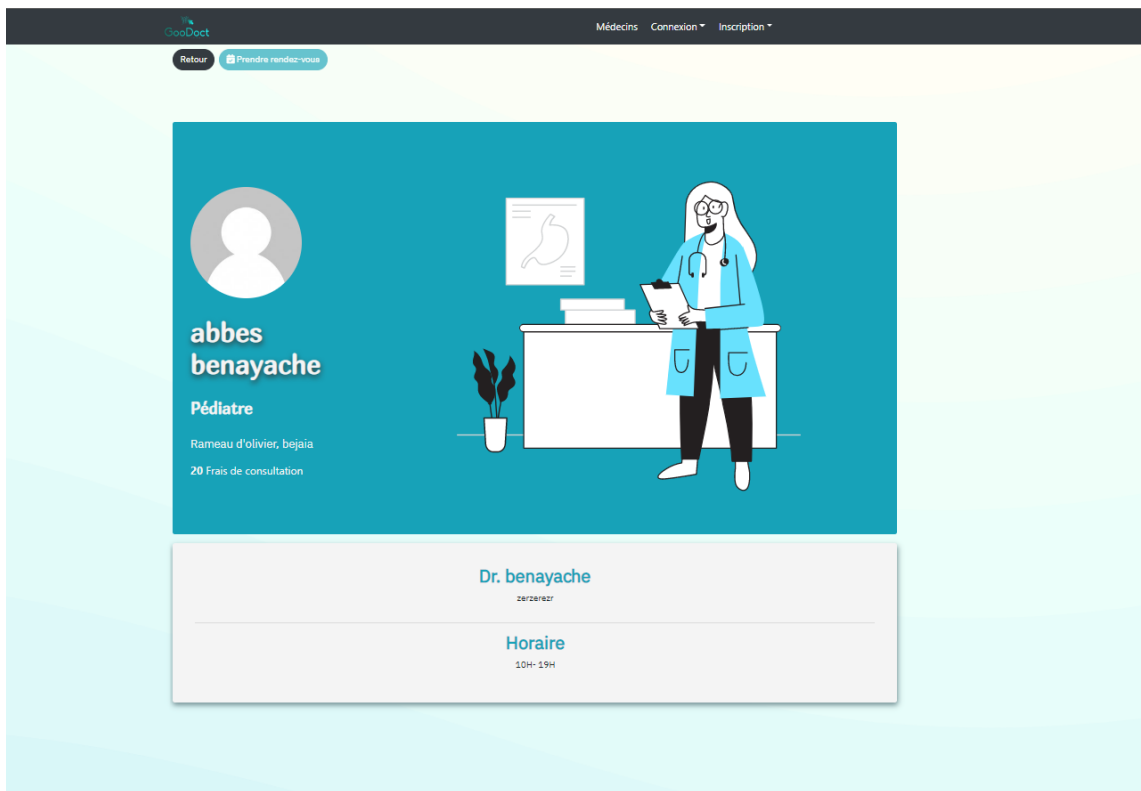 GooDoct
Médecins Connexion Inscription
Retour Prendre rendez-vous
abbes
benayache
Pédiatre
Rameau d'olivier, bejaia
20 Frais de consultation
Dr. benayache
zerzerezr
Horaire
10H- 19H